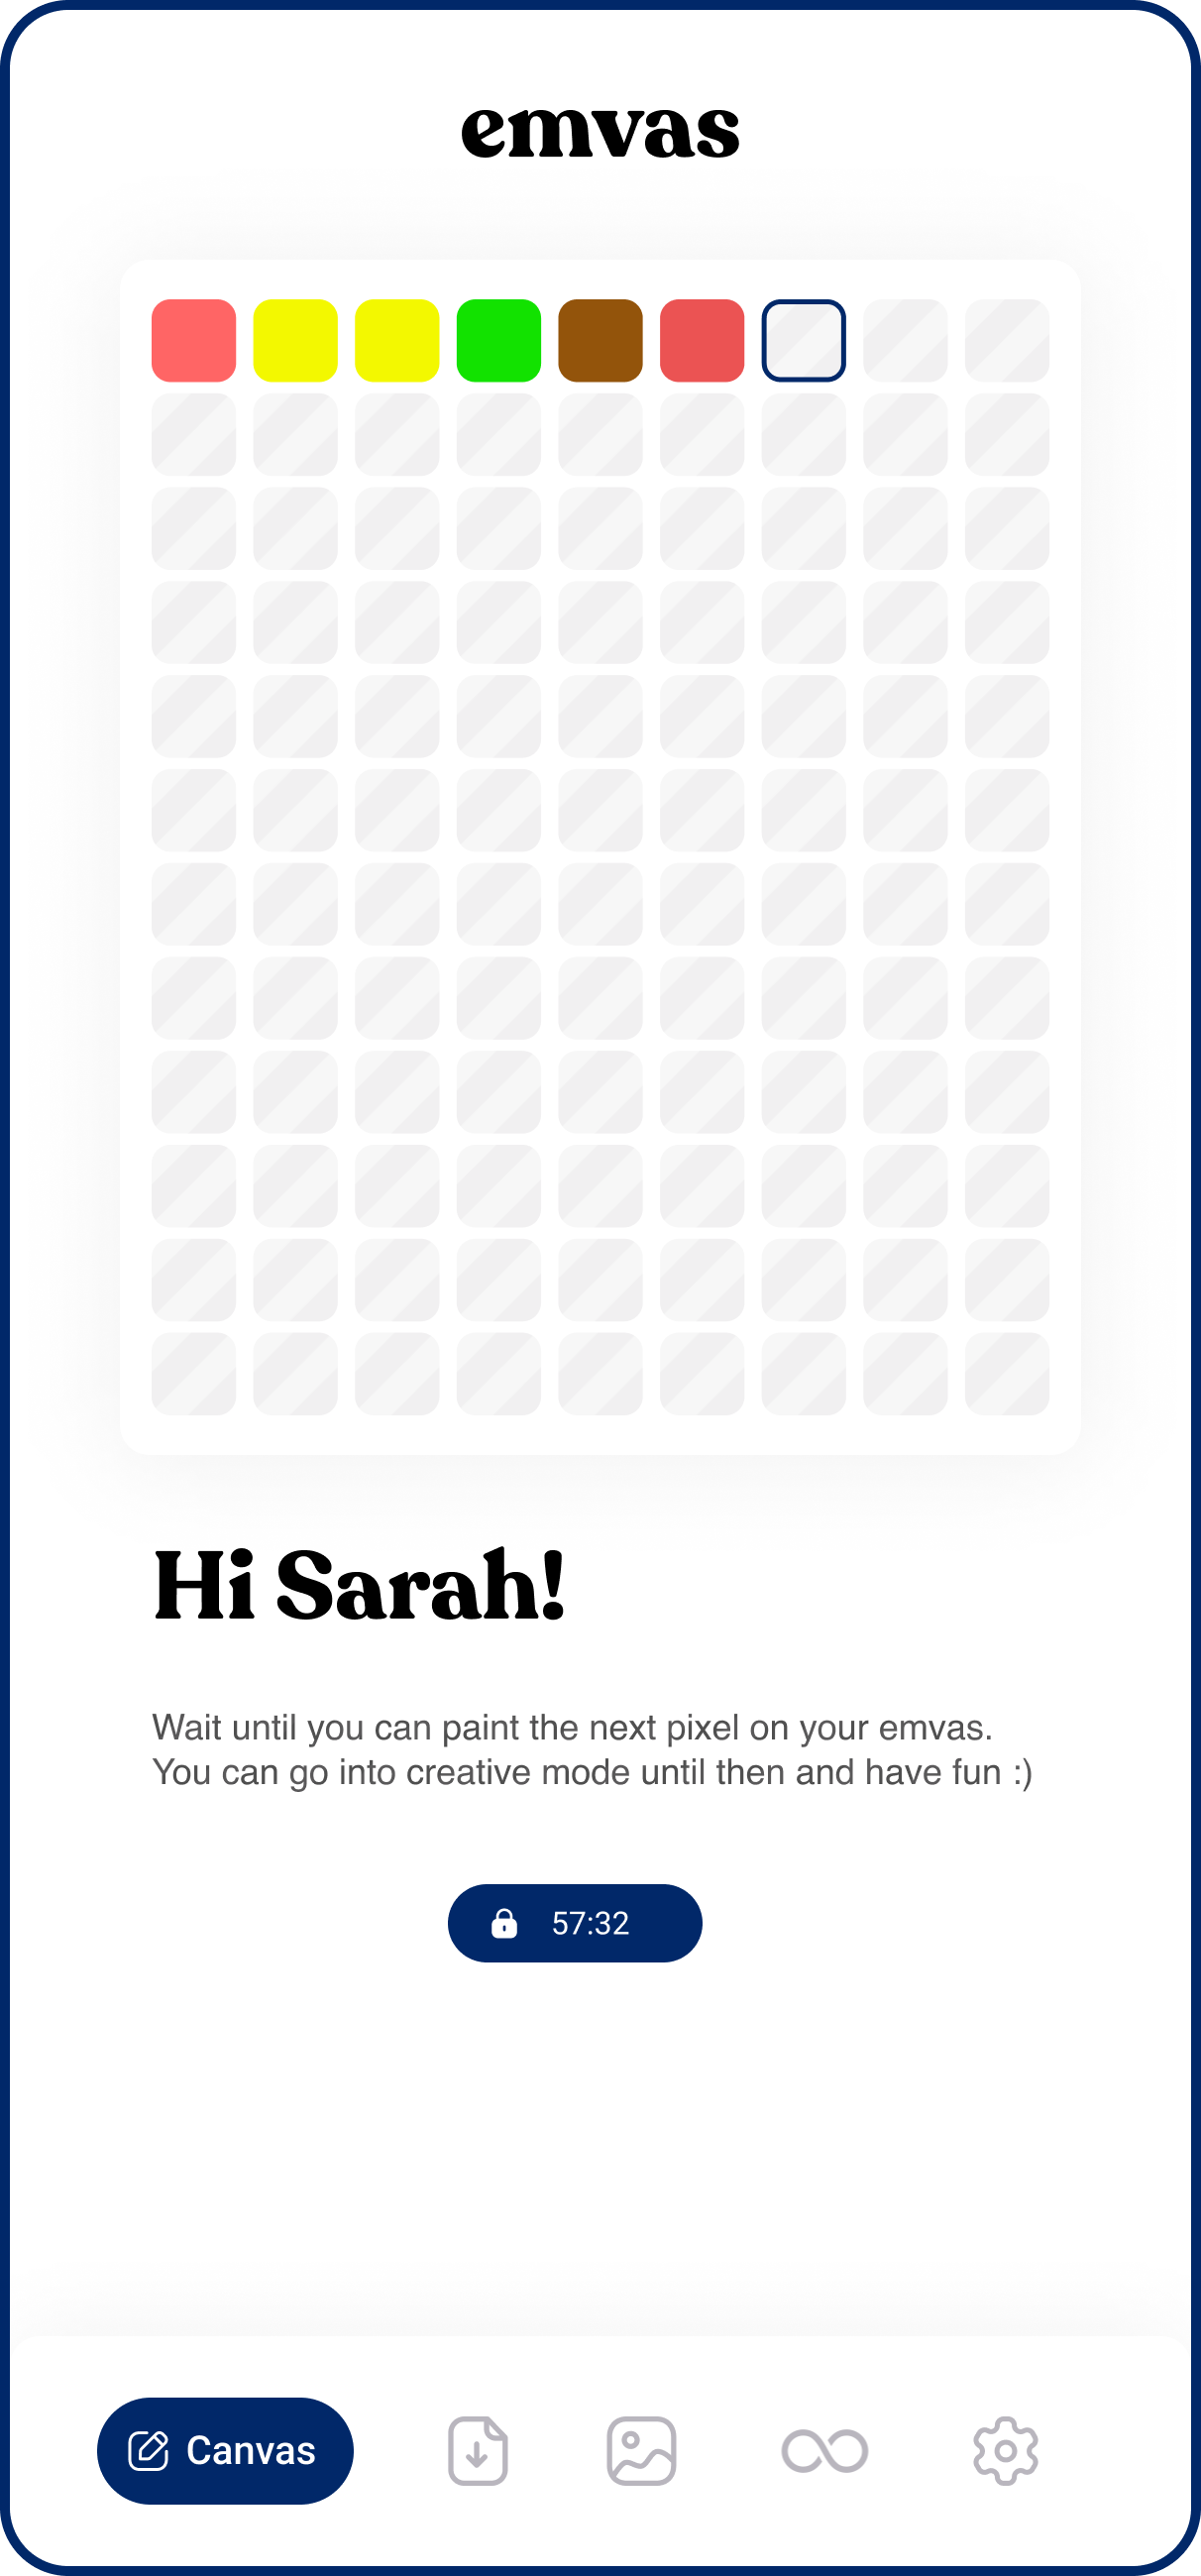 emvas
Hi Sarah!
Wait until you can paint the next pixel on your emvas.
You can go into creative mode until then and have fun :)
57:32
Canvas